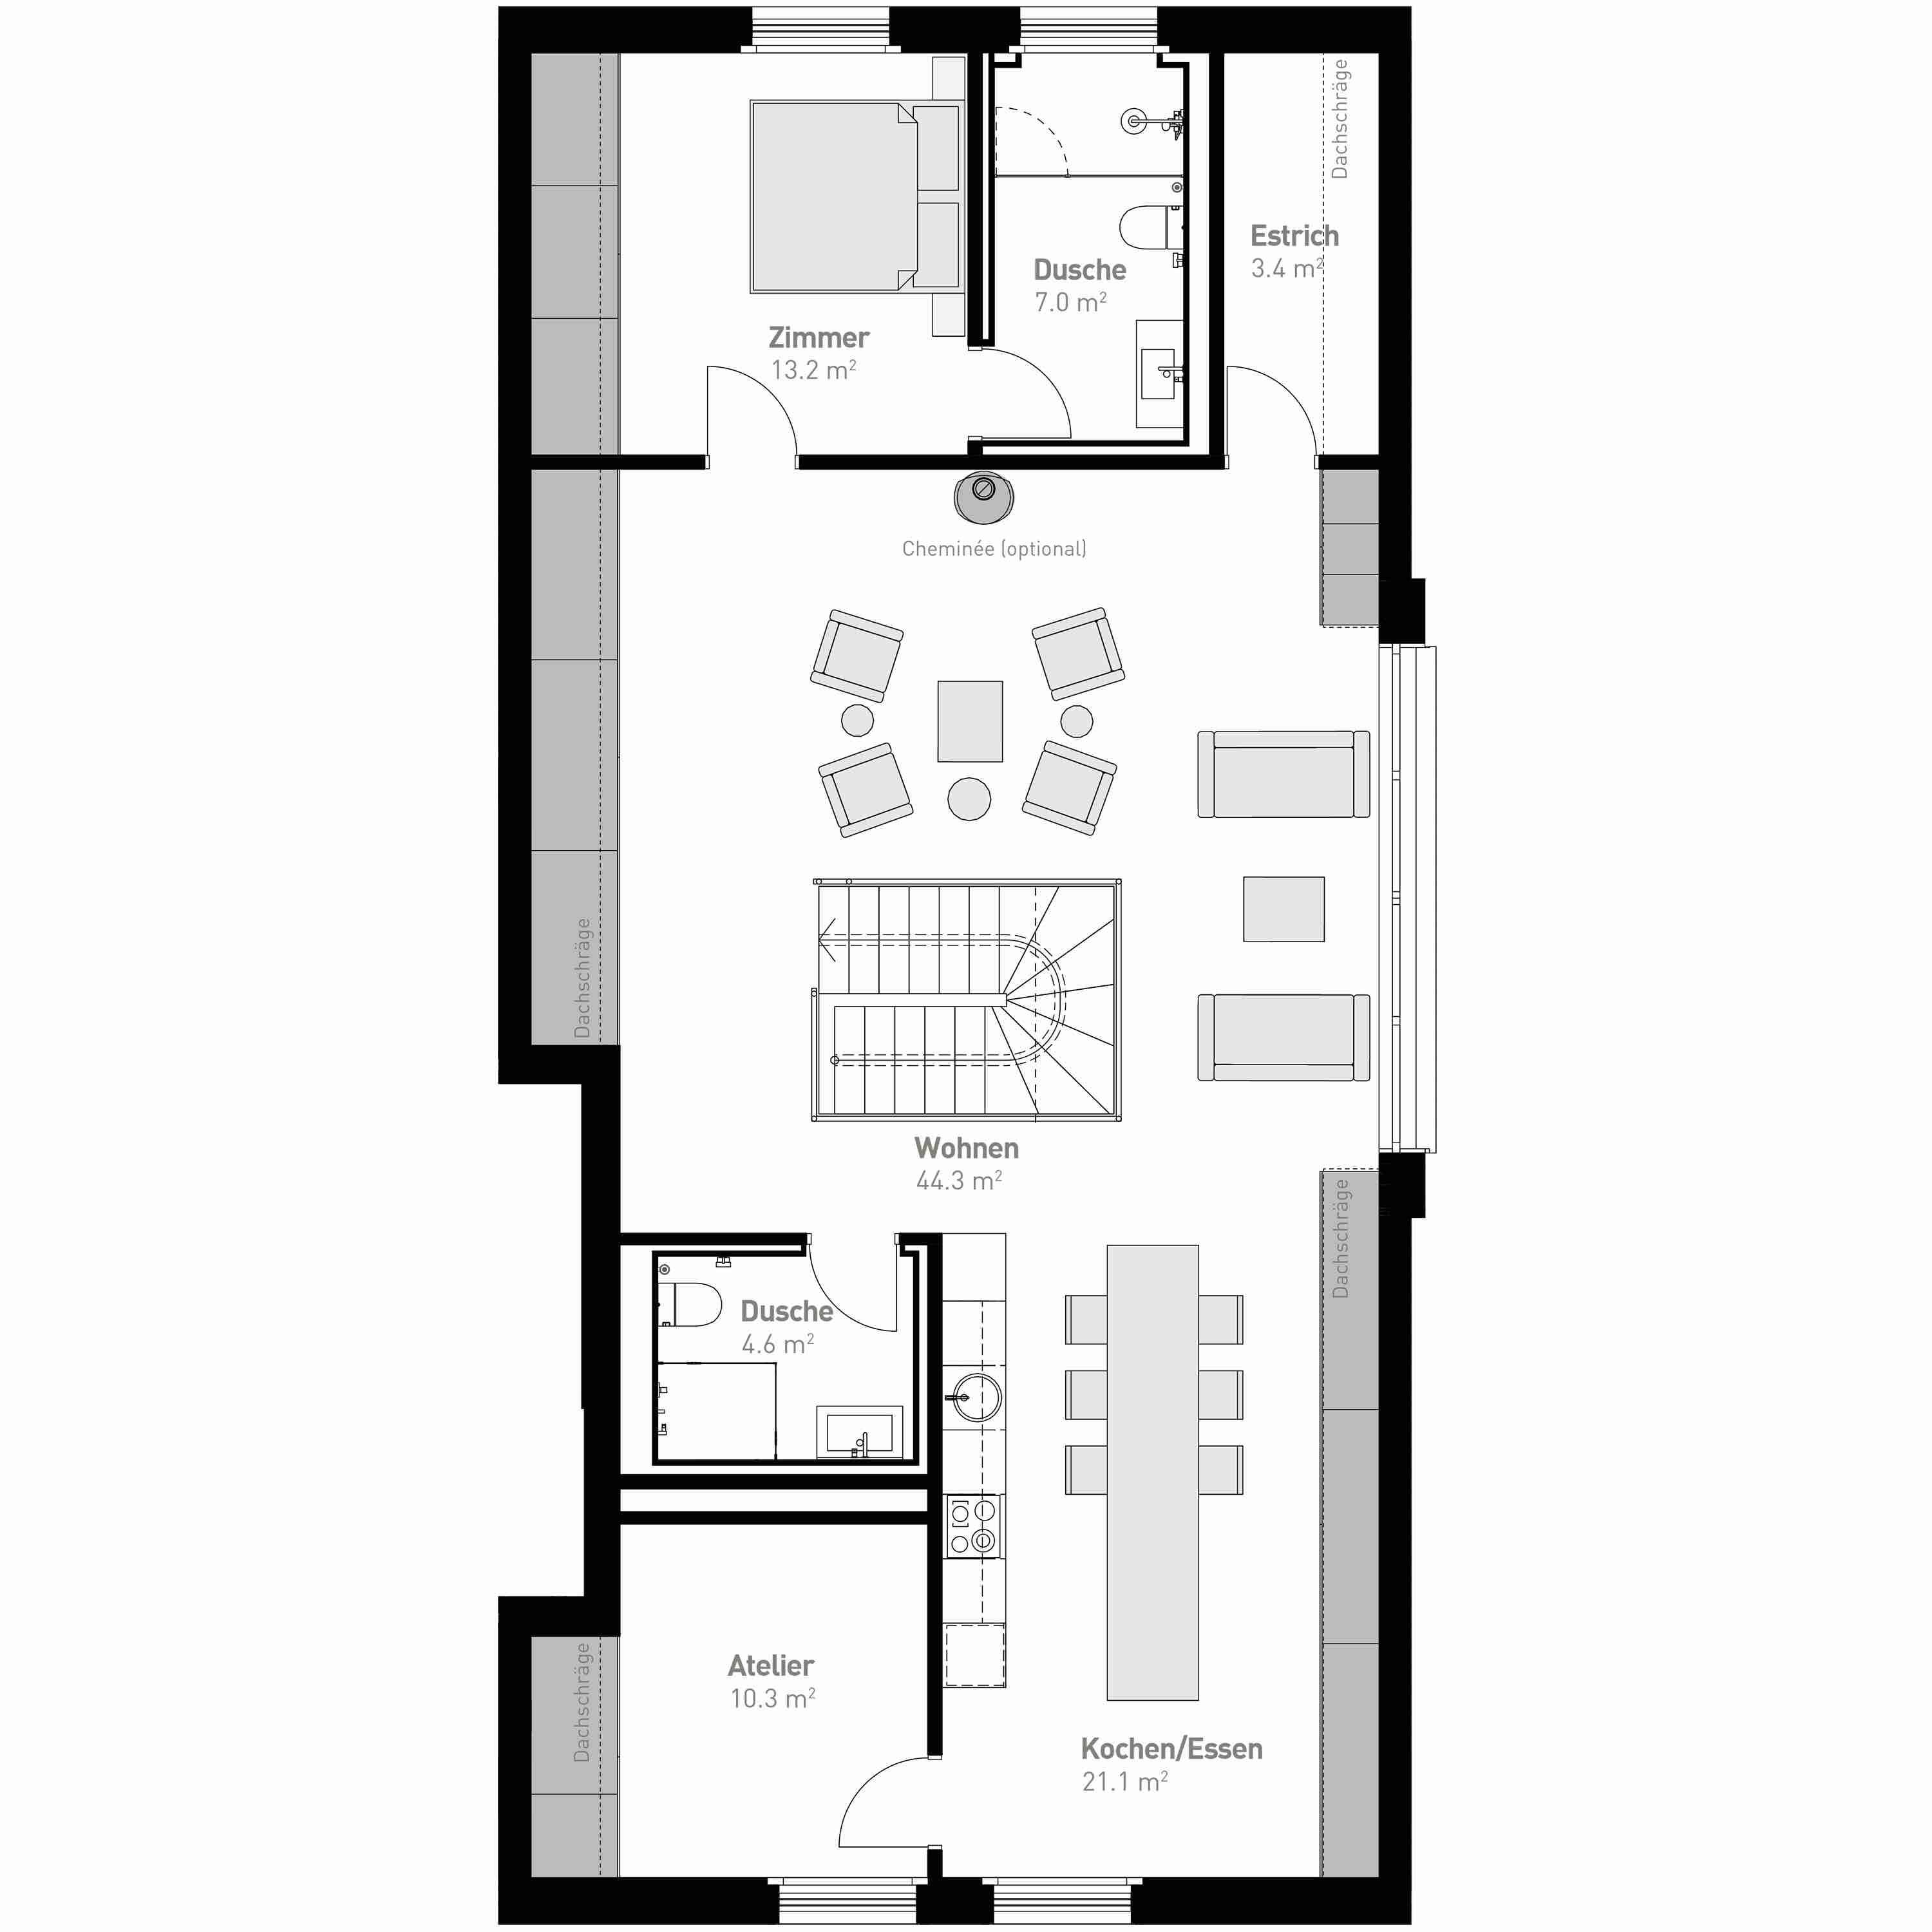 Dachschräge
Estrich
3.4 m²
Dusche
7.0 m²
Zimmer
13.2 m²
Cheminée (optional)
Dachschräge
Wohnen
44.3 m²
Dachschräge
Dusche
4.6 m²
Dachschräge
Atelier
10.3 m²
Kochen/Essen
21.1 m²